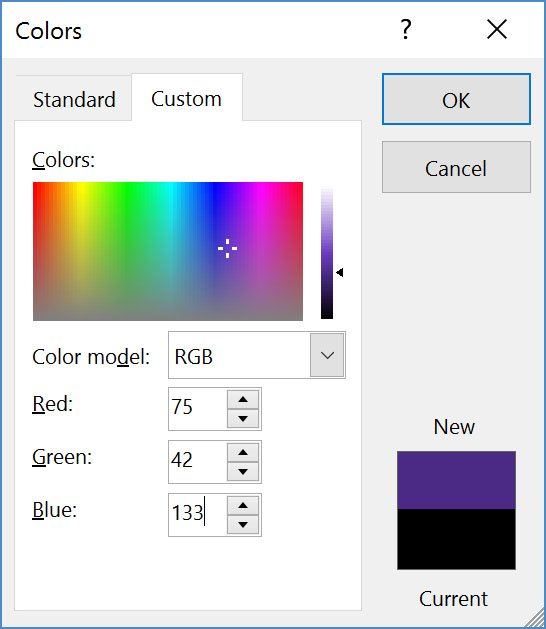 Colors ?
Standard Custom OK
Cancel
Colors:
Color model: RGB
Red: 75
Green: 42
Blue: 133
New
Current